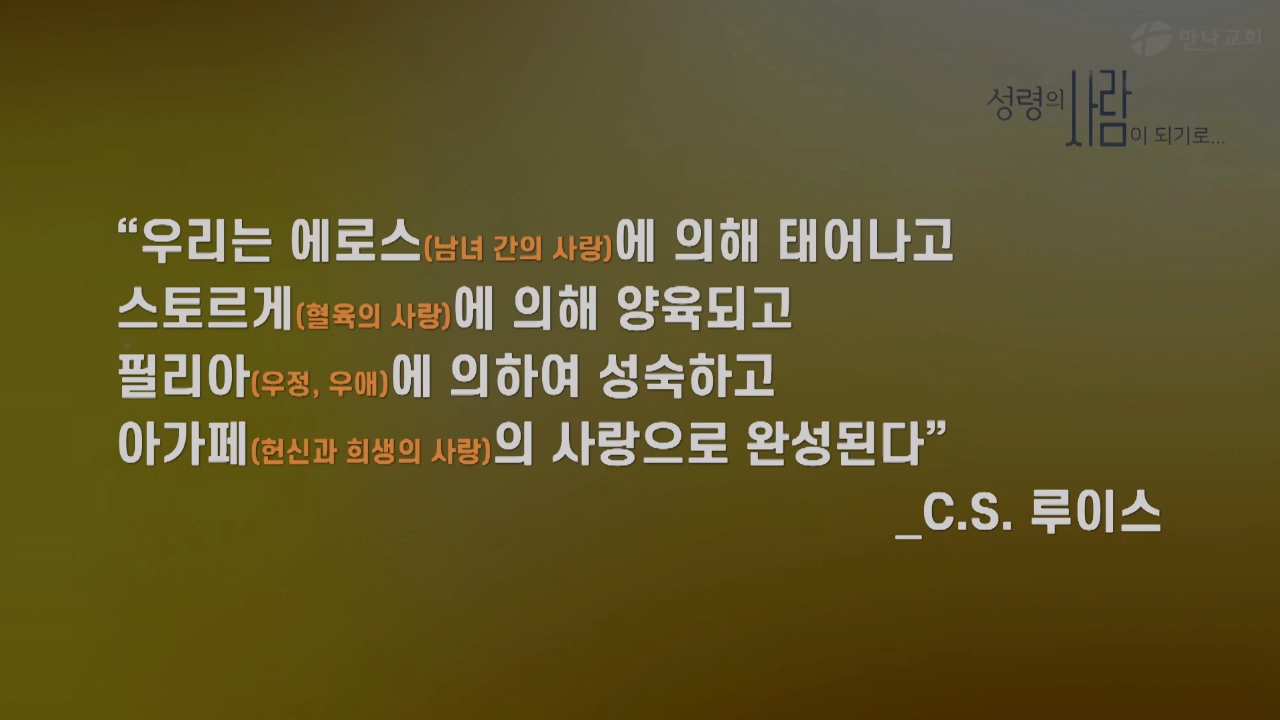 만나교회
성령의 사람이 되기로...
“우리는 에로스(남녀 간의 사랑)에 의해 태어나고
스토르게(혈육의 사랑)에 의해 양육되고
필리아(우정, 우애)에 의하여 성숙하고
아가페(헌신과 희생의 사랑)의 사랑으로 완성된다”
_C.S. 루이스